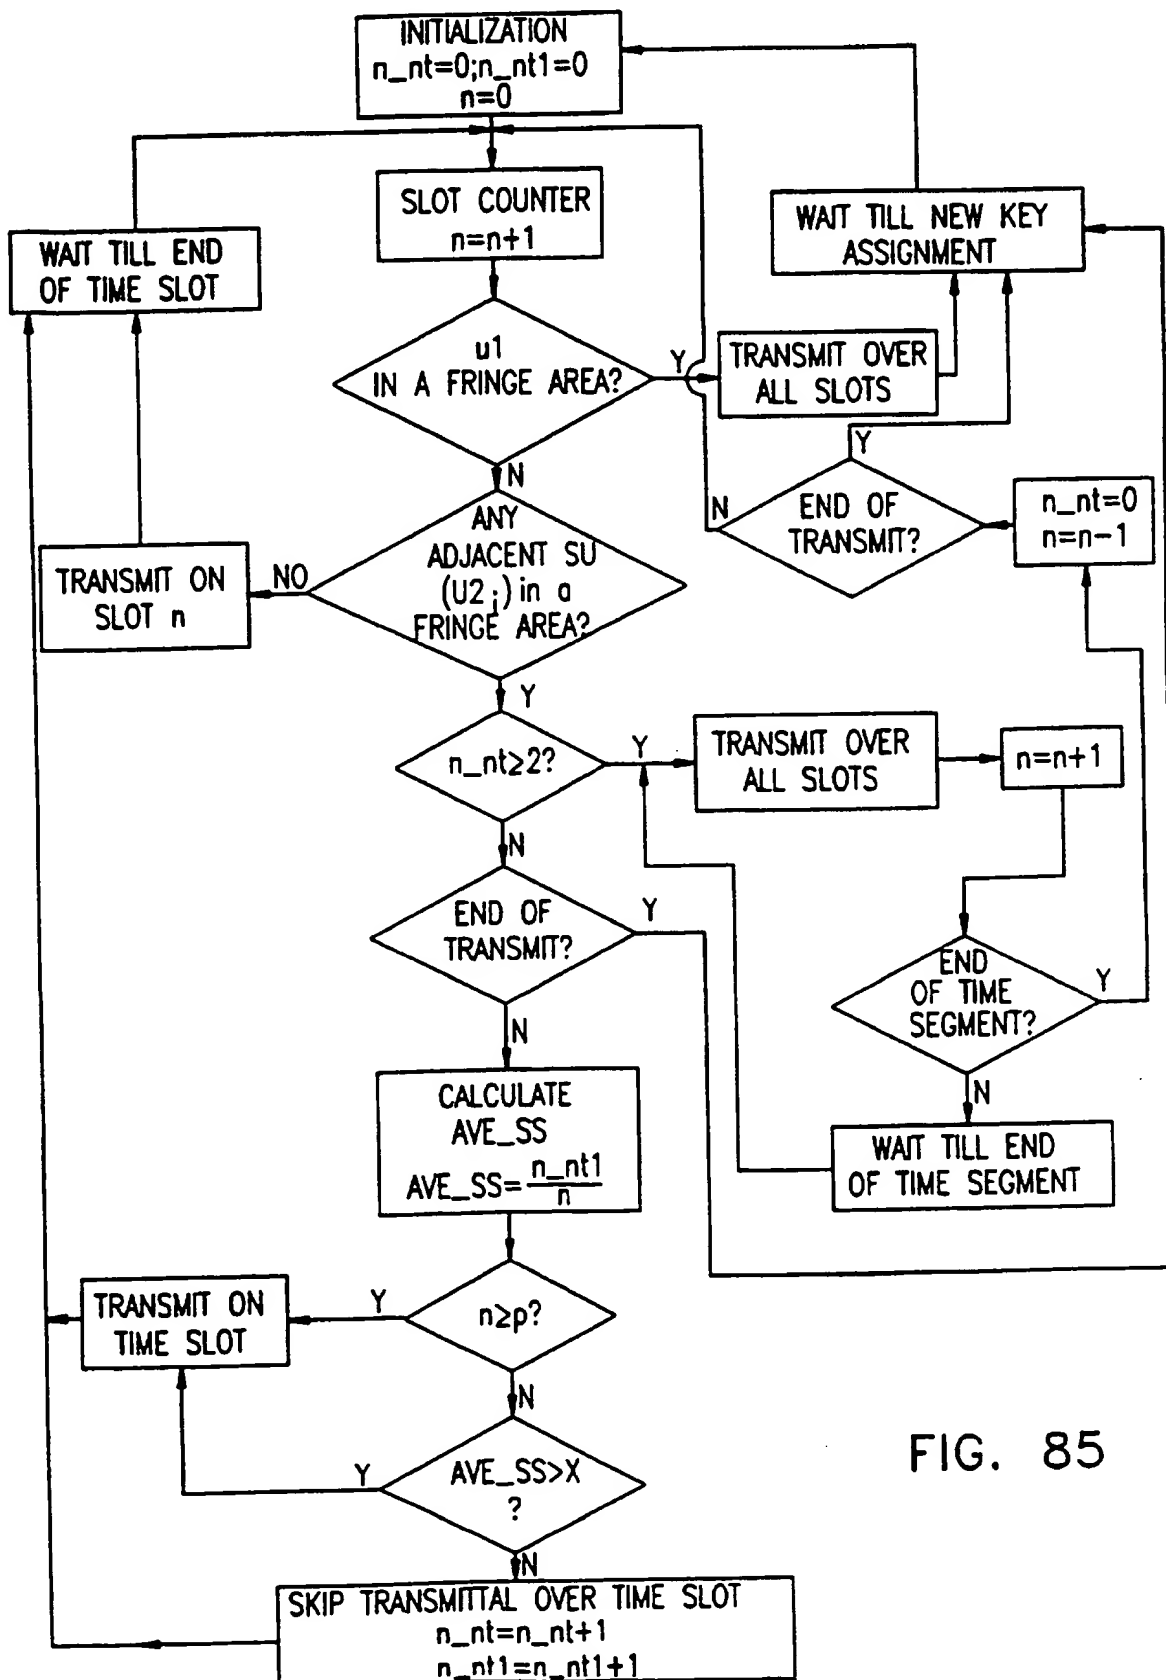 INITIALIZATION
n_nt=0;n_nt1=0
n=0
SLOT COUNTER
n=n+1
WAIT TILL NEW KEY
ASSIGNMENT
WAIT TILL END
OF TIME SLOT
u1
IN A FRINGE AREA?
Y
TRANSMIT OVER
ALL SLOTS
N
Y
N
END OF
TRANSMIT?
n_nt=0
n=n-1
ANY
ADJACENT SU
(U2 j) in a
FRINGE AREA?
NO
TRANSMIT ON
SLOT n
Y
n_nt≥2?
Y
TRANSMIT OVER
ALL SLOTS
n=n+1
N
END OF
TRANSMIT?
Y
END
OF TIME
SEGMENT?
Y
N
N
CALCULATE
AVE_SS
AVE_SS=n_nt1
n
WAIT TILL END
OF TIME SEGMENT
n≥p?
Y
TRANSMIT ON
TIME SLOT
N
AVE_SS>X
?
Y
FIG. 85
N
SKIP TRANSMITTAL OVER TIME SLOT
n_nt=n_nt+1
n_nt1=n_nt1+1